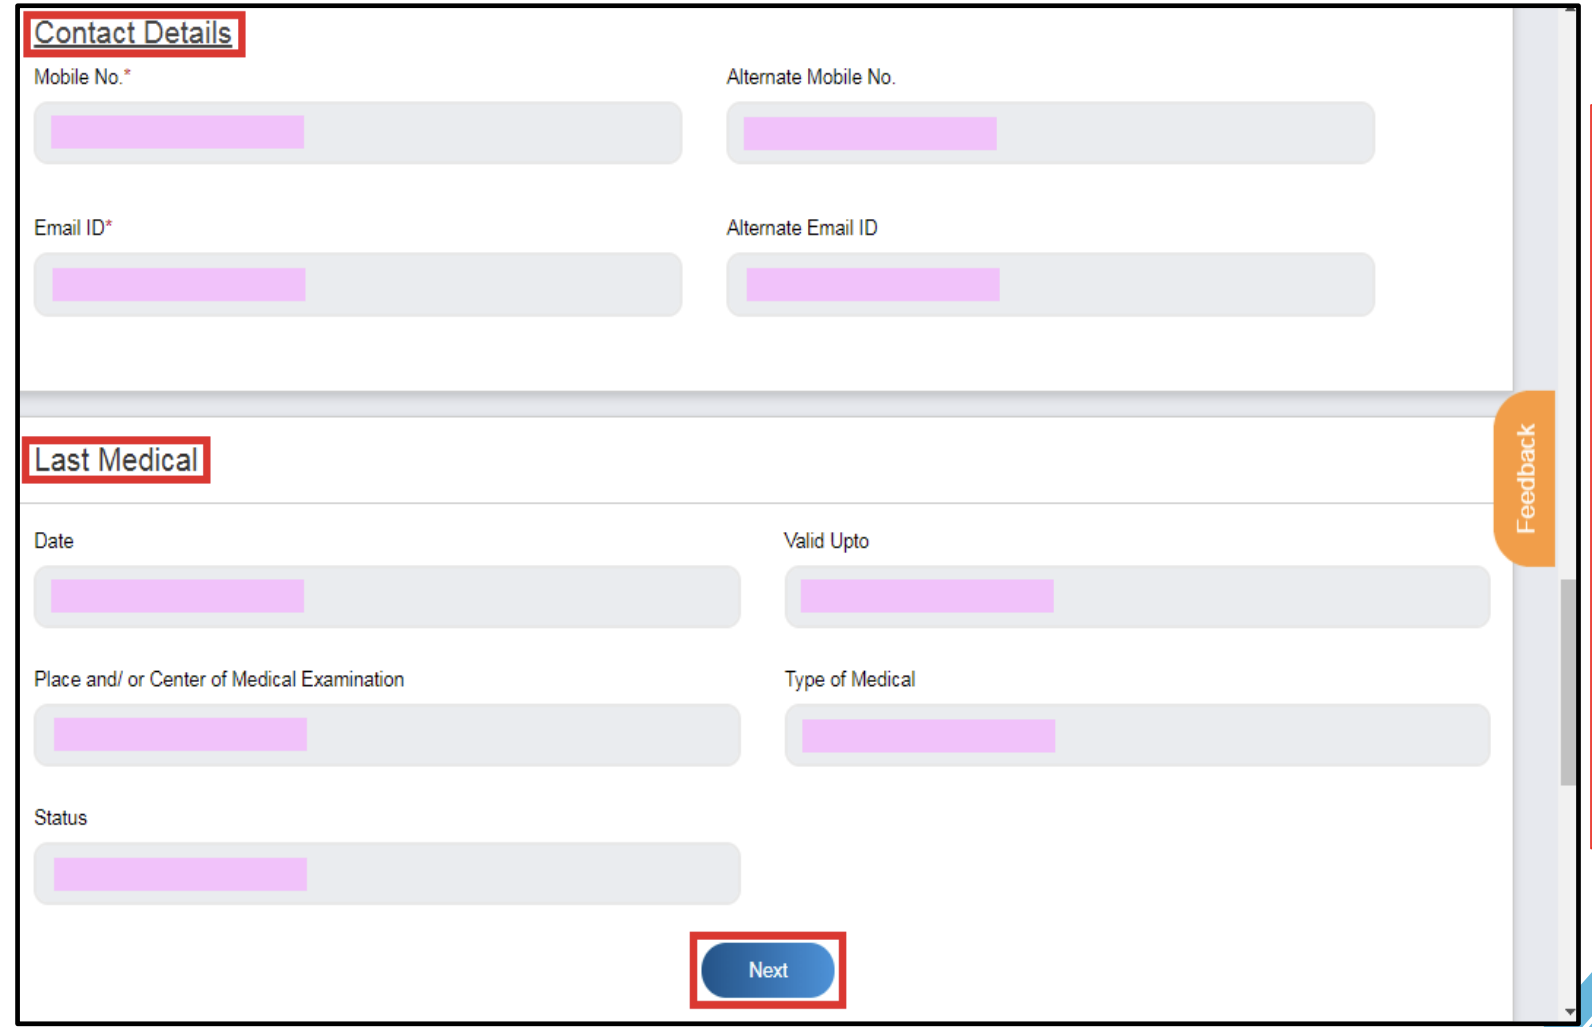 Contact Details
Mobile No.*
Alternate Mobile No.
Email ID*
Alternate Email ID
Feedback
Last Medical
Date
Valid Upto
Place and/ or Center of Medical Examination
Type of Medical
Status
Next